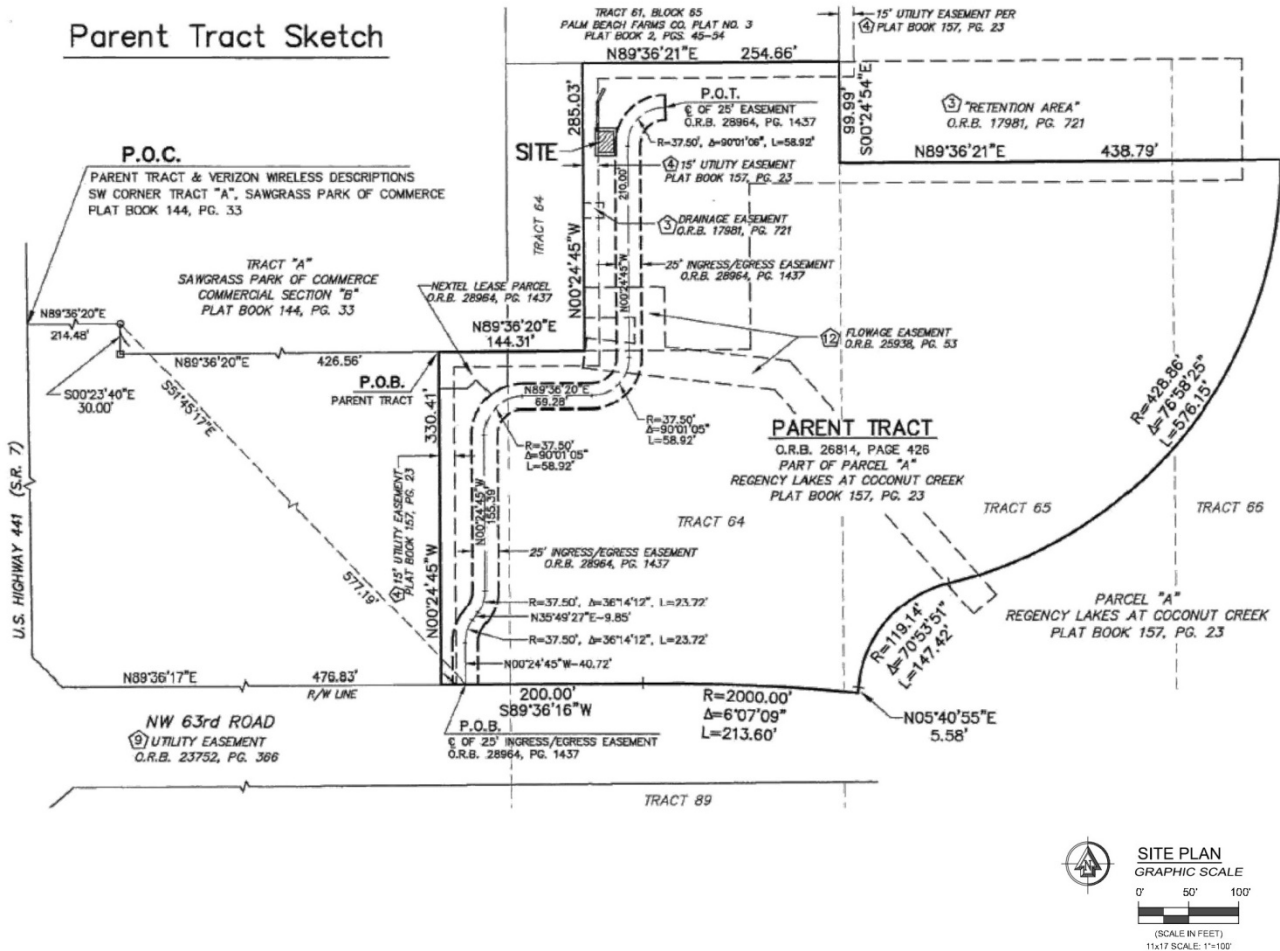 Parent Tract Sketch
TRACT 61, BLOCK 65
PALM BEACH FARMS CO. PLAT NO. 3
PLAT BOOK 2, PGS. 45-54
N89°36'21"E 254.66'
15' UTILITY EASEMENT PER
4 PLAT BOOK 157, PG. 23
99.99'
S00°24'54"E
3 "RETENTION AREA"
O.R.B. 17981, PG. 721
N89°36'21"E 438.79'
285.03'
N00°24'45"W
P.O.T.
℄ OF 25' EASEMENT
O.R.B. 28964, PG. 1437
R=37.50', Δ=90°01'06", L=58.92'
SITE
4 15' UTILITY EASEMENT
PLAT BOOK 157, PG. 23
210.00'
N00°24'45"W
3 DRAINAGE EASEMENT
O.R.B. 17981, PG. 721
25' INGRESS/EGRESS EASEMENT
O.R.B. 28964, PG. 1437
12 FLOWAGE EASEMENT
O.R.B. 25938, PG. 53
TRACT 64
P.O.C.
PARENT TRACT & VERIZON WIRELESS DESCRIPTIONS
SW CORNER TRACT "A", SAWGRASS PARK OF COMMERCE
PLAT BOOK 144, PG. 33
TRACT "A"
SAWGRASS PARK OF COMMERCE
COMMERCIAL SECTION "B"
PLAT BOOK 144, PG. 33
NEXTEL LEASE PARCEL
O.R.B. 28964, PG. 1437
N89°36'20"E
214.48'
N89°36'20"E
144.31'
N89°36'20"E 426.56'
S00°23'40"E
30.00'
P.O.B.
PARENT TRACT
S51°45'17"E
577.19'
330.41'
N00°24'45"W
N89°36'20"E
69.28'
R=37.50'
Δ=90°01'05"
L=58.92'
R=37.50'
Δ=90°01'05"
L=58.92'
PARENT TRACT
O.R.B. 26814, PAGE 426
PART OF PARCEL "A"
REGENCY LAKES AT COCONUT CREEK
PLAT BOOK 157, PG. 23
R=428.86'
Δ=76°58'25"
L=576.15'
U.S. HIGHWAY 441 (S.R. 7)
4 15' UTILITY EASEMENT
PLAT BOOK 157, PG. 23
N00°24'45"W
155.39'
TRACT 64
TRACT 65
TRACT 66
25' INGRESS/EGRESS EASEMENT
O.R.B. 28964, PG. 1437
R=37.50', Δ=36°14'12", L=23.72'
N35°49'27"E-9.85'
R=37.50', Δ=36°14'12", L=23.72'
N00°24'45"W-40.72'
R=119.14'
Δ=70°53'51"
L=147.42'
PARCEL "A"
REGENCY LAKES AT COCONUT CREEK
PLAT BOOK 157, PG. 23
N89°36'17"E 476.83'
R/W LINE
200.00'
S89°36'16"W
R=2000.00'
Δ=6°07'09"
L=213.60'
N05°40'55"E
5.58'
NW 63rd ROAD
9 UTILITY EASEMENT
O.R.B. 23752, PG. 366
P.O.B.
℄ OF 25' INGRESS/EGRESS EASEMENT
O.R.B. 28964, PG. 1437
TRACT 89
N
SITE PLAN
GRAPHIC SCALE
0' 50' 100'
(SCALE IN FEET)
11x17 SCALE: 1"=100'